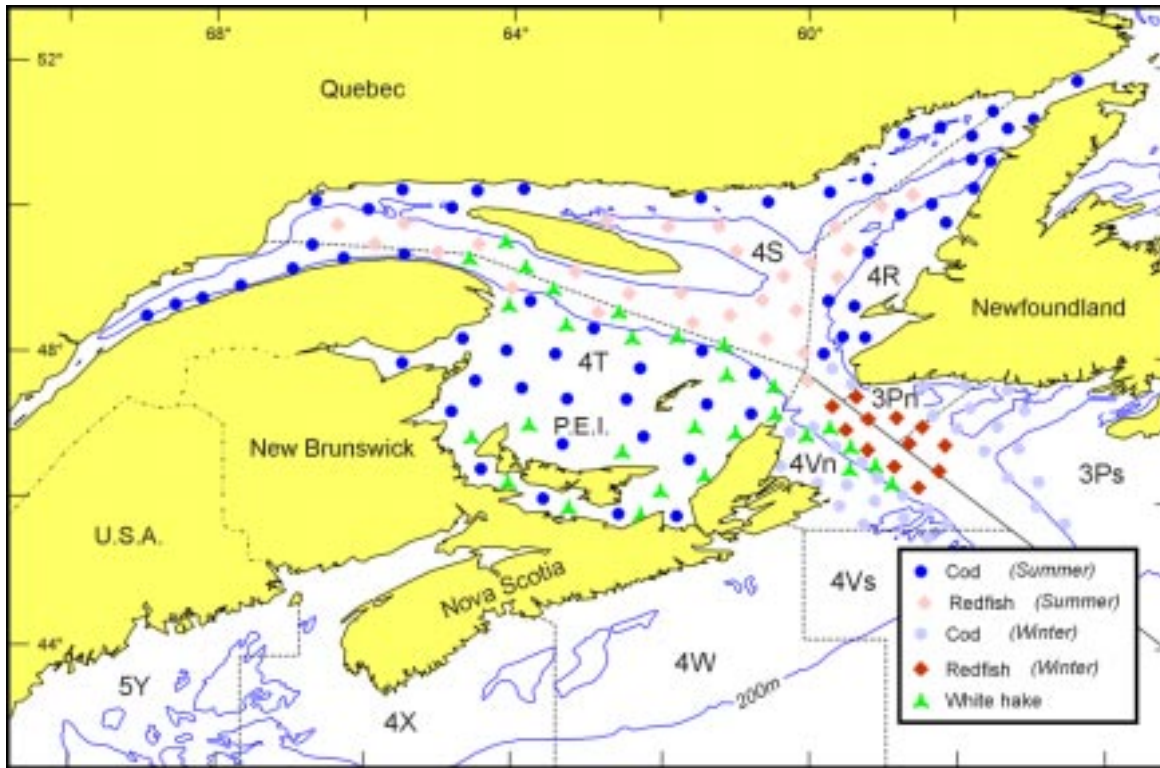 68° 64° 60°
52°
Quebec
4S
4R
Newfoundland
48°
4T
3Pn
P.E.I.
New Brunswick
4Vn
3Ps
U.S.A.
Nova Scotia
4Vs
Cod (Summer)
Redfish (Summer)
Cod (Winter)
Redfish (Winter)
White hake
44°
4W
5Y
200m
4X